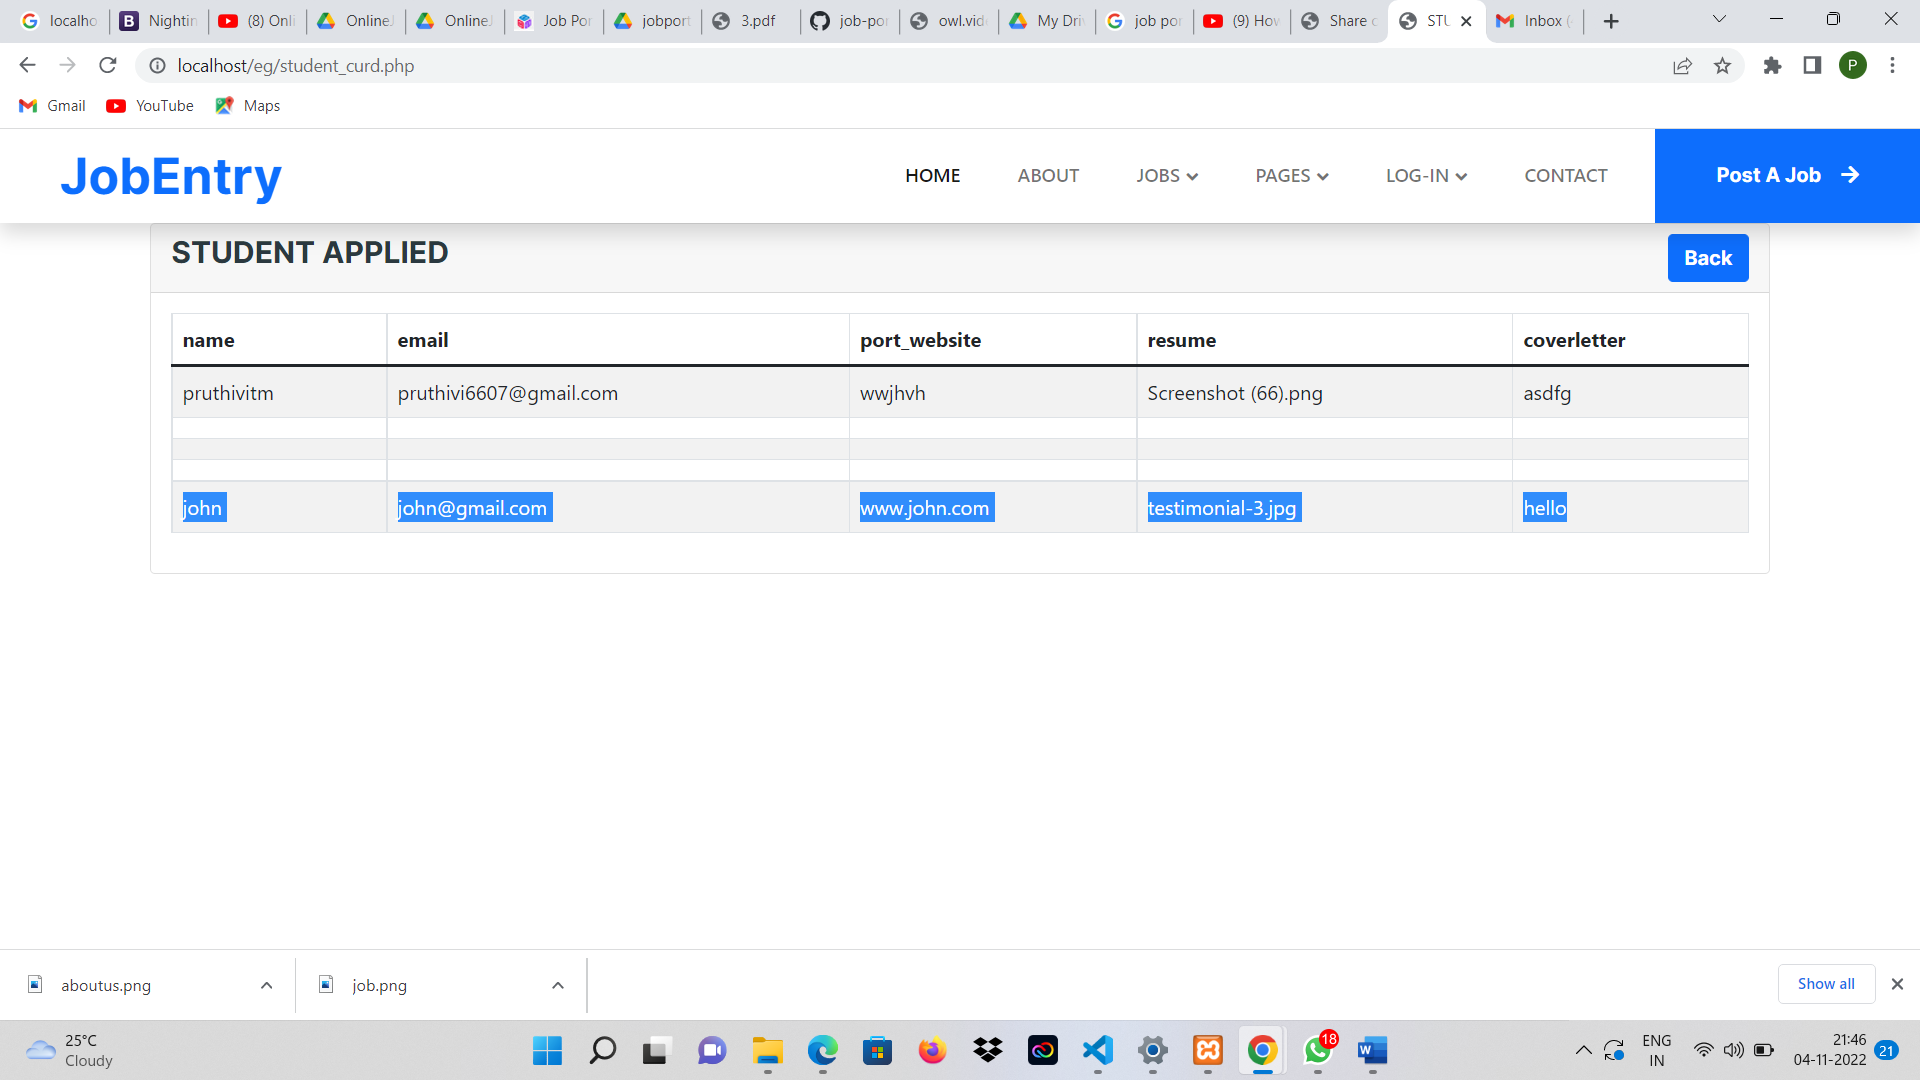 localho
Nightin
(8) Onli
OnlineJ
OnlineJ
Job Por
jobport
3.pdf
job-por
owl.vide
My Driv
job por
(9) How
Share c
STU
Inbox (
localhost/eg/student_curd.php
P
Gmail YouTube Maps
JobEntry
HOME ABOUT JOBS PAGES LOG-IN CONTACT Post A Job
STUDENT APPLIED
Back
name email port_website resume coverletter
pruthivitm pruthivi6607@gmail.com wwjhvh Screenshot (66).png asdfg
john john@gmail.com www.john.com testimonial-3.jpg hello
aboutus.png job.png Show all
25°C
Cloudy
18
ENG
IN
21:46
04-11-2022
21